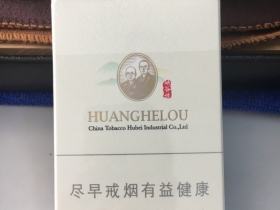 HUANGHELOU
China Tobacco Hubei Industrial Co.,Ltd
尽早戒烟有益健康